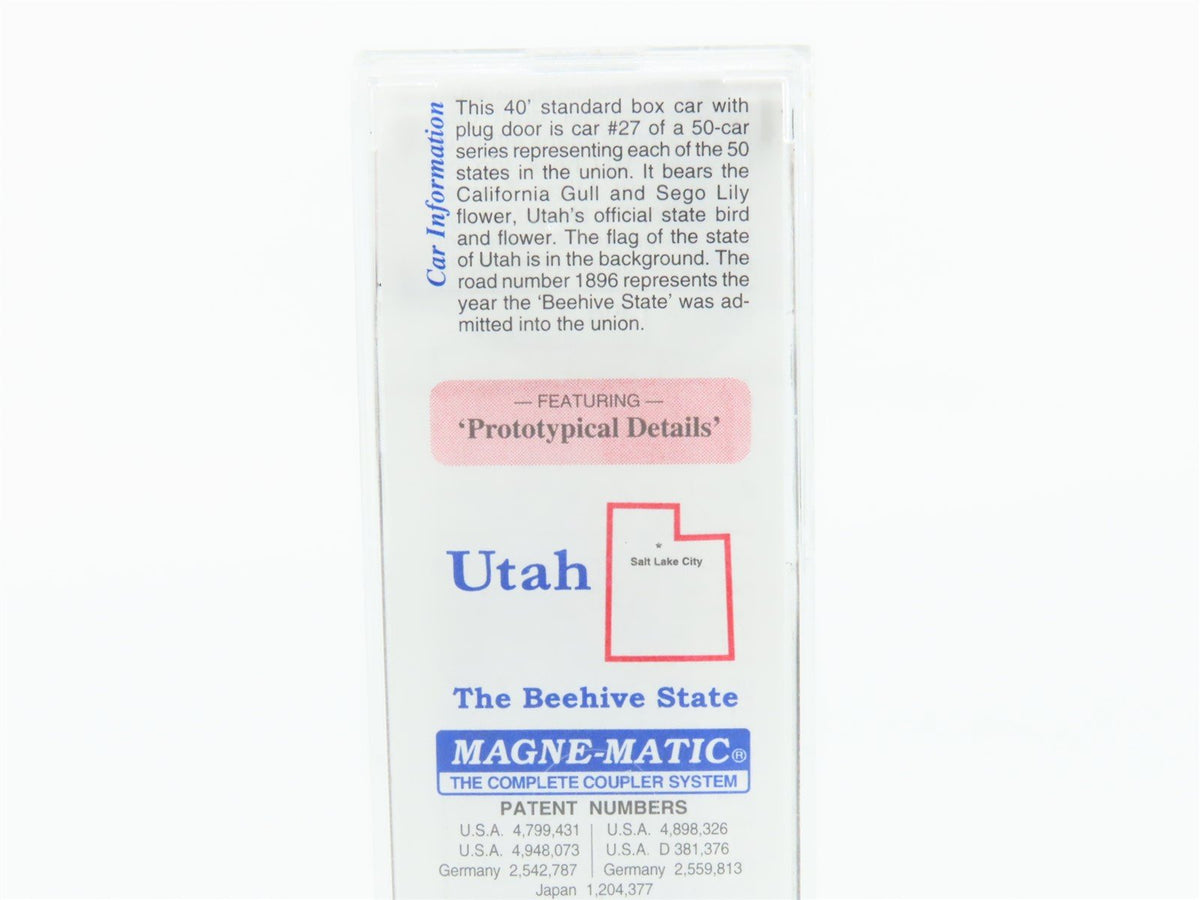 Car Information
This 40' standard box car with
plug door is car #27 of a 50-car
series representing each of the 50
states in the union. It bears the
California Gull and Sego Lily
flower, Utah's official state bird
and flower. The flag of the state
of Utah is in the background. The
road number 1896 represents the
year the 'Beehive State' was ad-
mitted into the union.
— FEATURING —
'Prototypical Details'
Utah
Salt Lake City
The Beehive State
MAGNE-MATIC®
THE COMPLETE COUPLER SYSTEM
PATENT NUMBERS
U.S.A. 4,799,431 | U.S.A. 4,898,326
U.S.A. 4,948,073 | U.S.A. D 381,376
Germany 2,542,787 | Germany 2,559,813
Japan 1,204,377